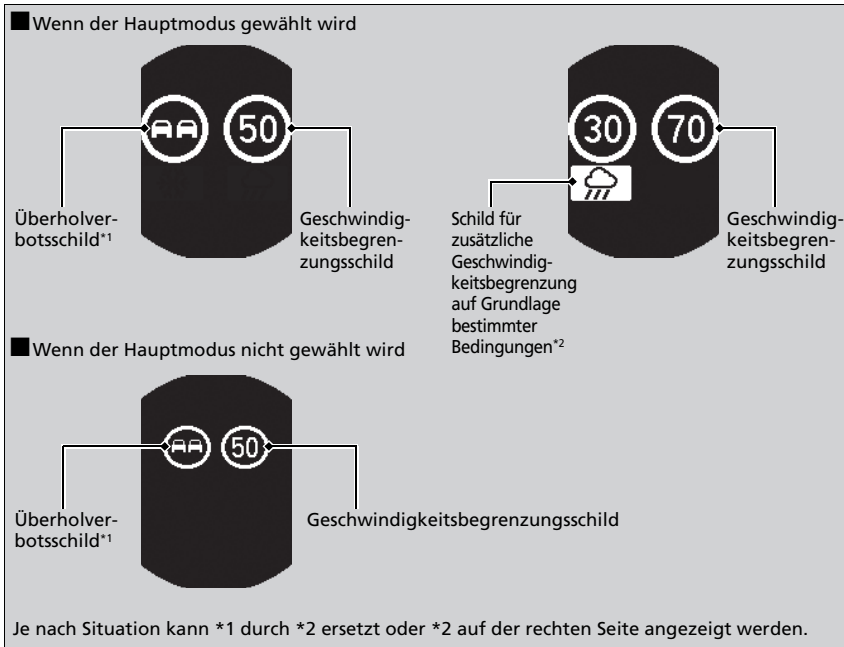 Wenn der Hauptmodus gewählt wird
50
30
70
Überholver-
botsschild*1
Geschwindig-
keitsbegren-
zungsschild
Schild für
zusätzliche
Geschwindig-
keitsbegrenzung
auf Grundlage
bestimmter
Bedingungen*2
Geschwindig-
keitsbegren-
zungsschild
Wenn der Hauptmodus nicht gewählt wird
50
Überholver-
botsschild*1
Geschwindigkeitsbegrenzungsschild
Je nach Situation kann *1 durch *2 ersetzt oder *2 auf der rechten Seite angezeigt werden.